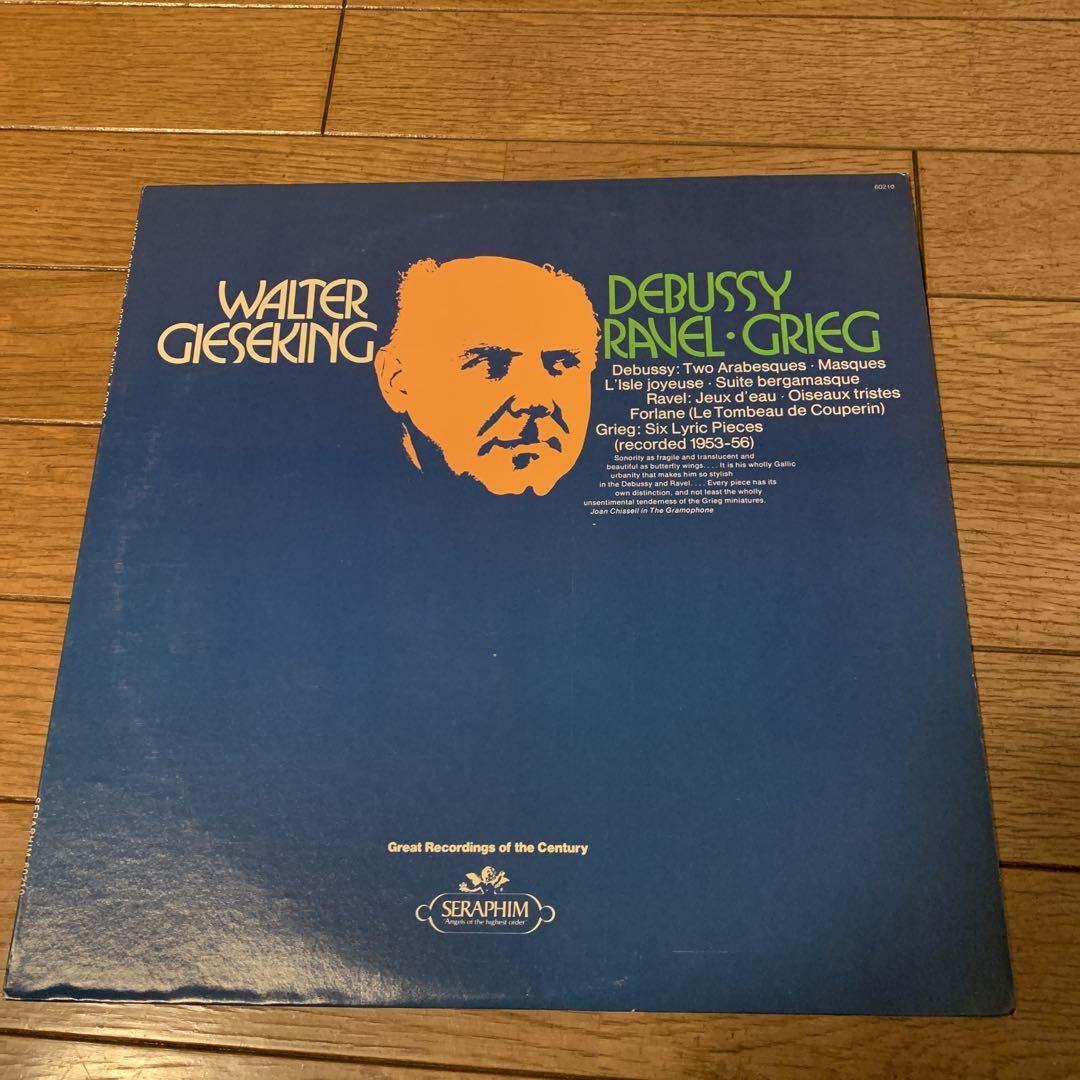 60210
WALTER
GIESEKING
DEBUSSY
RAVEL·GRIEG
Debussy: Two Arabesques · Masques
L'Isle joyeuse · Suite bergamasque
Ravel: Jeux d'eau · Oiseaux tristes
Forlane (Le Tombeau de Couperin)
Grieg: Six Lyric Pieces
(recorded 1953-56)
Sonority as fragile and translucent and
beautiful as butterfly wings.... It is his wholly Gallic
urbanity that makes him so stylish
in the Debussy and Ravel.... Every piece has its
own distinction, and not least the wholly
unsentimental tenderness of the Grieg miniatures.
Joan Chissell in The Gramophone
Great Recordings of the Century
SERAPHIM
"Angels of the highest order"
SERAPHIM 60210